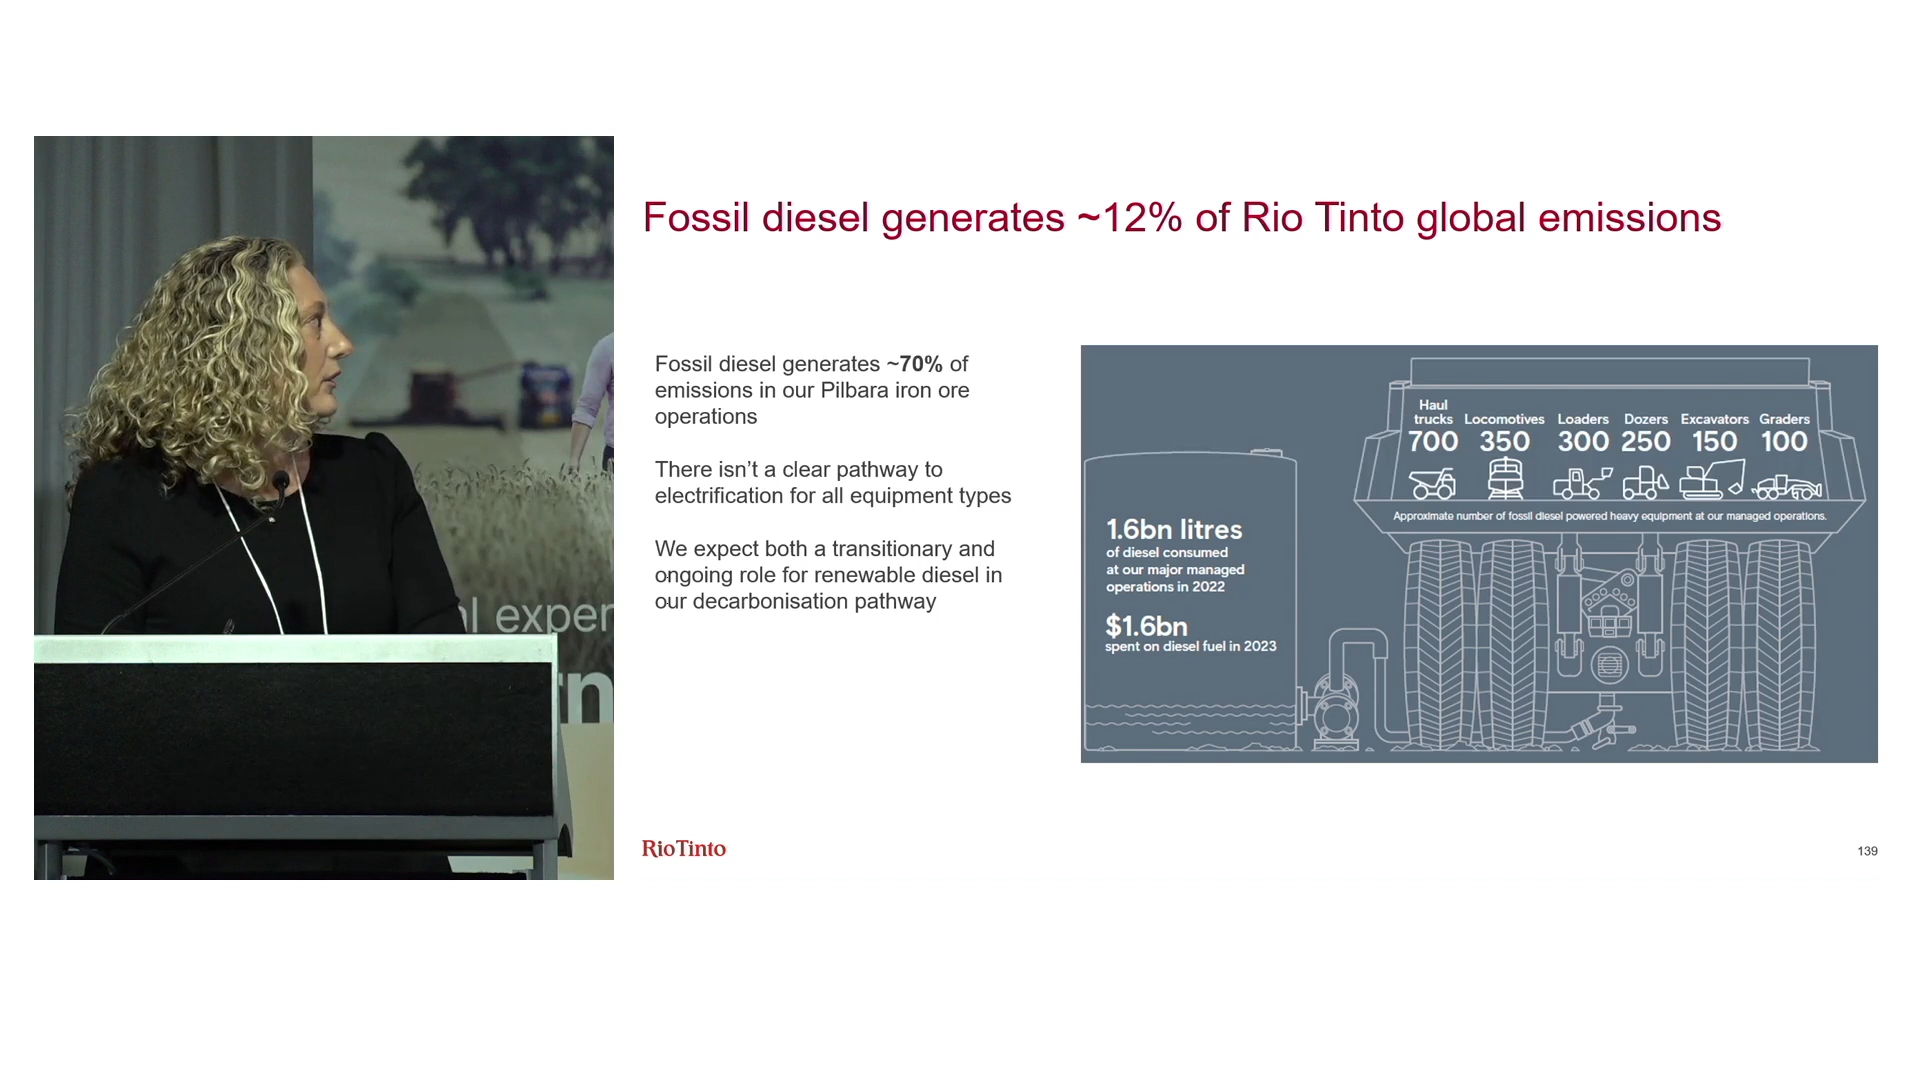 Fossil diesel generates ~12% of Rio Tinto global emissions
Fossil diesel generates ~70% of
emissions in our Pilbara iron ore
operations
There isn’t a clear pathway to
electrification for all equipment types
We expect both a transitionary and
ongoing role for renewable diesel in
our decarbonisation pathway
Haul
trucks Locomotives Loaders Dozers Excavators Graders
700 350 300 250 150 100
Approximate number of fossil diesel powered heavy equipment at our managed operations.
1.6bn litres
of diesel consumed
at our major managed
operations in 2022
$1.6bn
spent on diesel fuel in 2023
RioTinto
139